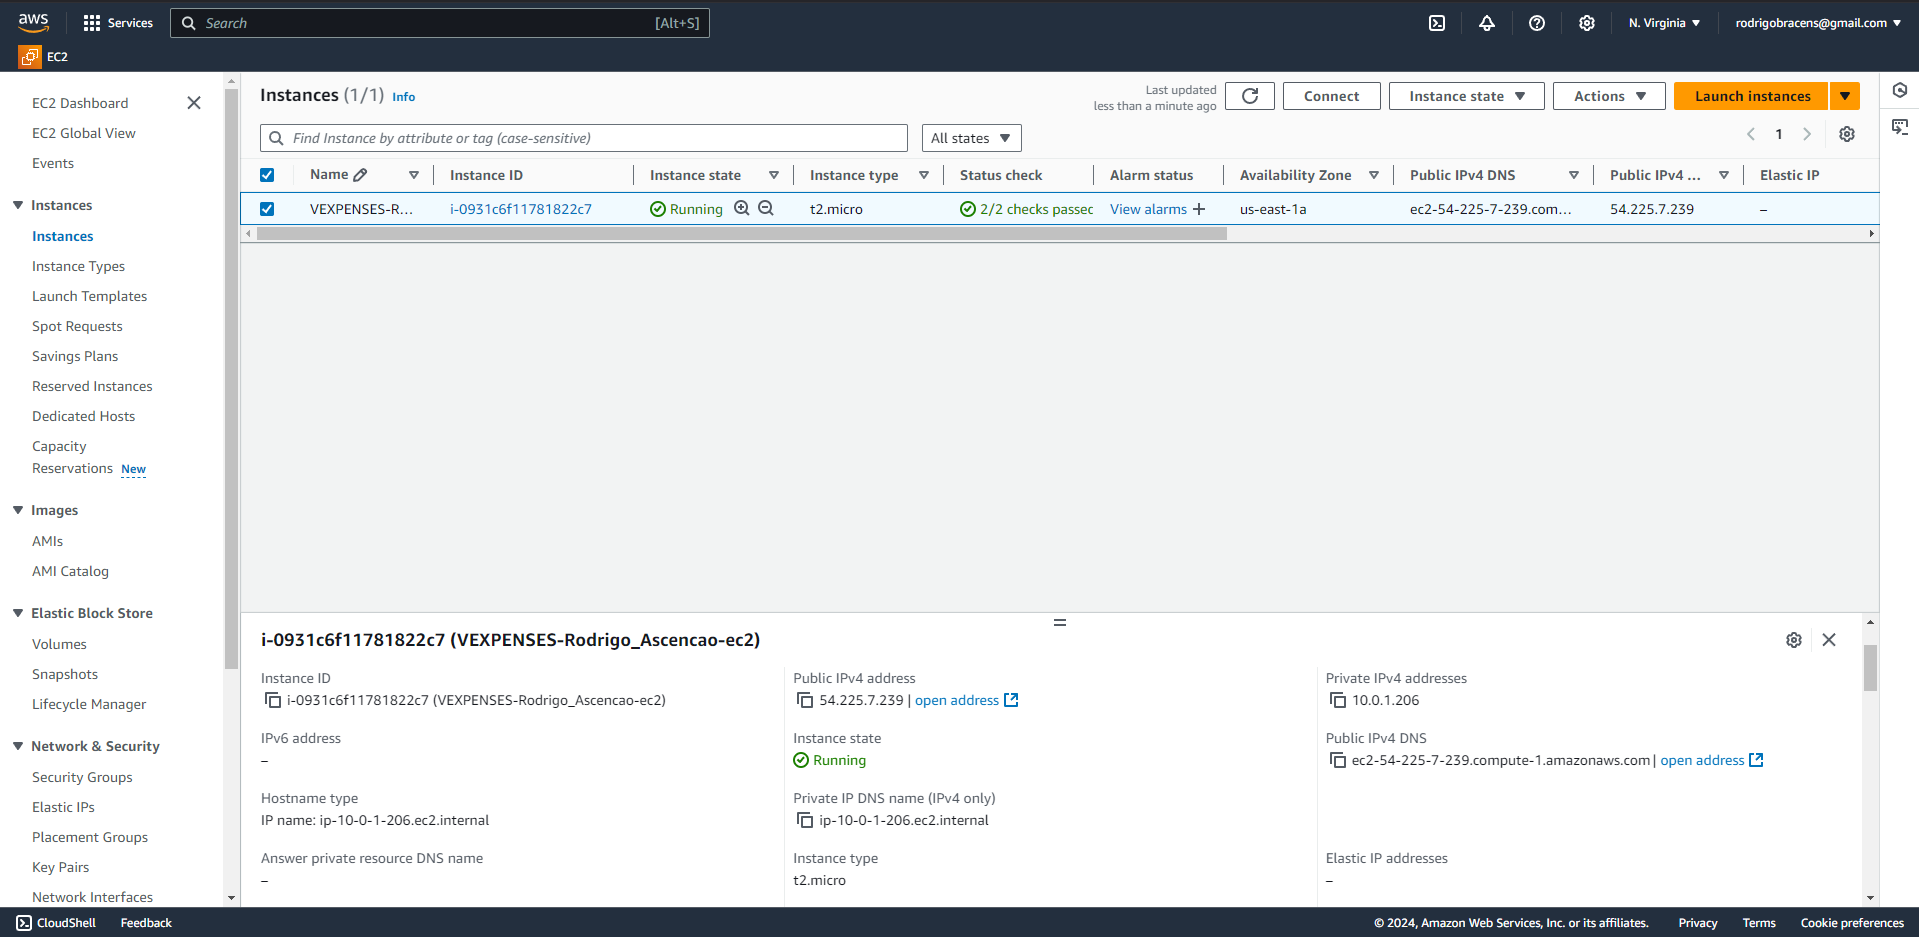 aws
Services
Search
[Alt+S]
N. Virginia
rodrigobracens@gmail.com
EC2
EC2 Dashboard
EC2 Global View
Events
Instances
Instances
Instance Types
Launch Templates
Spot Requests
Savings Plans
Reserved Instances
Dedicated Hosts
Capacity
Reservations New
Images
AMIs
AMI Catalog
Elastic Block Store
Volumes
Snapshots
Lifecycle Manager
Network & Security
Security Groups
Elastic IPs
Placement Groups
Key Pairs
Network Interfaces
Instances (1/1) Info
Last updated
less than a minute ago
Connect
Instance state
Actions
Launch instances
Find Instance by attribute or tag (case-sensitive)
All states
1
Name
Instance ID
Instance state
Instance type
Status check
Alarm status
Availability Zone
Public IPv4 DNS
Public IPv4 ...
Elastic IP
VEXPENSES-R...
i-0931c6f11781822c7
Running
t2.micro
2/2 checks passec
View alarms
us-east-1a
ec2-54-225-7-239.com...
54.225.7.239
–
i-0931c6f11781822c7 (VEXPENSES-Rodrigo_Ascencao-ec2)
Instance ID
i-0931c6f11781822c7 (VEXPENSES-Rodrigo_Ascencao-ec2)
Public IPv4 address
54.225.7.239 | open address
Private IPv4 addresses
10.0.1.206
IPv6 address
–
Instance state
Running
Public IPv4 DNS
ec2-54-225-7-239.compute-1.amazonaws.com | open address
Hostname type
IP name: ip-10-0-1-206.ec2.internal
Private IP DNS name (IPv4 only)
ip-10-0-1-206.ec2.internal
Answer private resource DNS name
–
Instance type
t2.micro
Elastic IP addresses
–
CloudShell
Feedback
© 2024, Amazon Web Services, Inc. or its affiliates.
Privacy
Terms
Cookie preferences